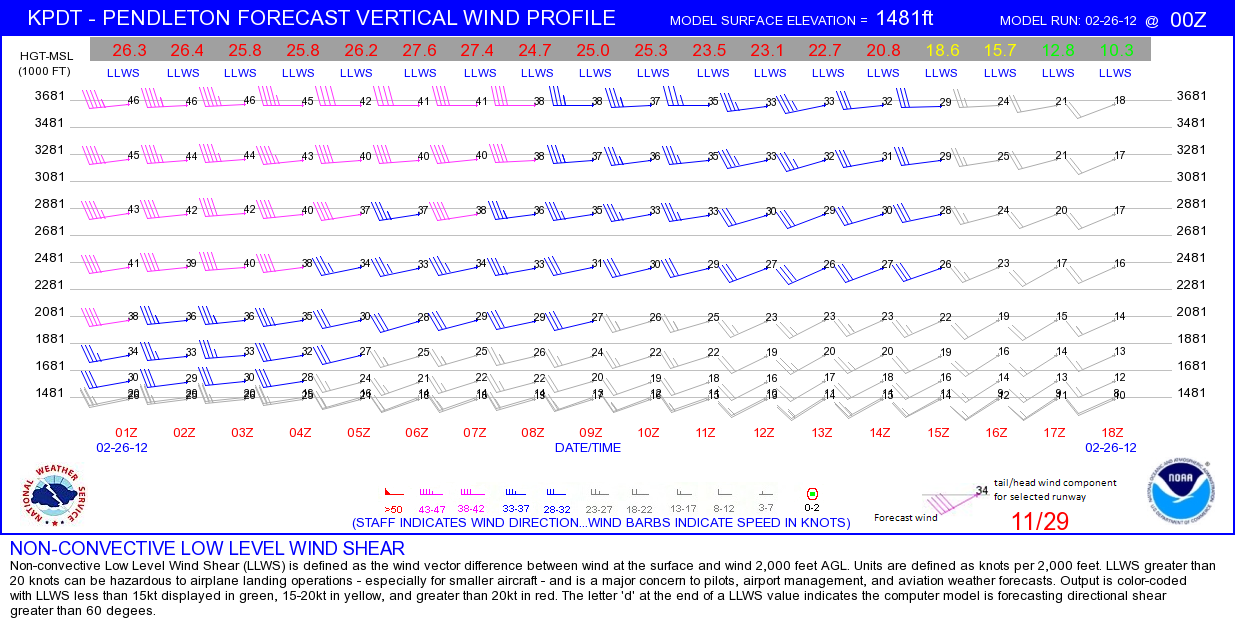 KPDT - PENDLETON FORECAST VERTICAL WIND PROFILE MODEL SURFACE ELEVATION = 1481ft MODEL RUN: 02-26-12 @ 00Z
HGT-MSL 26.3 26.4 25.8 25.8 26.2 27.6 27.4 24.7 25.0 25.3 23.5 23.1 22.7 20.8 18.6 15.7 12.8 10.3
(1000 FT) LLWS LLWS LLWS LLWS LLWS LLWS LLWS LLWS LLWS LLWS LLWS LLWS LLWS LLWS LLWS LLWS LLWS LLWS
3681 46 46 46 45 42 41 41 38 38 37 35 33 33 32 29 24 21 18 3681
3481 3481
3281 45 44 44 43 40 40 40 38 37 36 35 33 32 31 29 25 21 17 3281
3081 3081
2881 43 42 42 40 37 37 38 36 35 33 33 30 29 30 28 24 20 17 2881
2681 2681
2481 41 39 40 38 34 33 34 33 31 30 29 27 26 27 26 23 17 16 2481
2281 2281
2081 38 36 36 35 30 28 29 29 27 26 25 23 23 23 22 19 15 14 2081
1881 1881
34 33 33 32 27 25 25 26 24 22 22 19 20 20 19 16 14 13
1681 1681
30 29 30 28 24 21 22 22 20 19 18 16 17 18 16 14 13 12
1481 1481
01Z 02Z 03Z 04Z 05Z 06Z 07Z 08Z 09Z 10Z 11Z 12Z 13Z 14Z 15Z 16Z 17Z 18Z
02-26-12 DATE/TIME 02-26-12
NATIONAL WEATHER SERVICE
>50 43-47 38-42 33-37 28-32 23-27 18-22 13-17 8-12 3-7 0-2
(STAFF INDICATES WIND DIRECTION...WIND BARBS INDICATE SPEED IN KNOTS)
34 tail/head wind component
for selected runway
Forecast wind 11/29
NOAA
NON-CONVECTIVE LOW LEVEL WIND SHEAR
Non-convective Low Level Wind Shear (LLWS) is defined as the wind vector difference between wind at the surface and wind 2,000 feet AGL. Units are defined as knots per 2,000 feet. LLWS greater than
20 knots can be hazardous to airplane landing operations - especially for smaller aircraft - and is a major concern to pilots, airport management, and aviation weather forecasts. Output is color-coded
with LLWS less than 15kt displayed in green, 15-20kt in yellow, and greater than 20kt in red. The letter 'd' at the end of a LLWS value indicates the computer model is forecasting directional shear
greater than 60 degees.